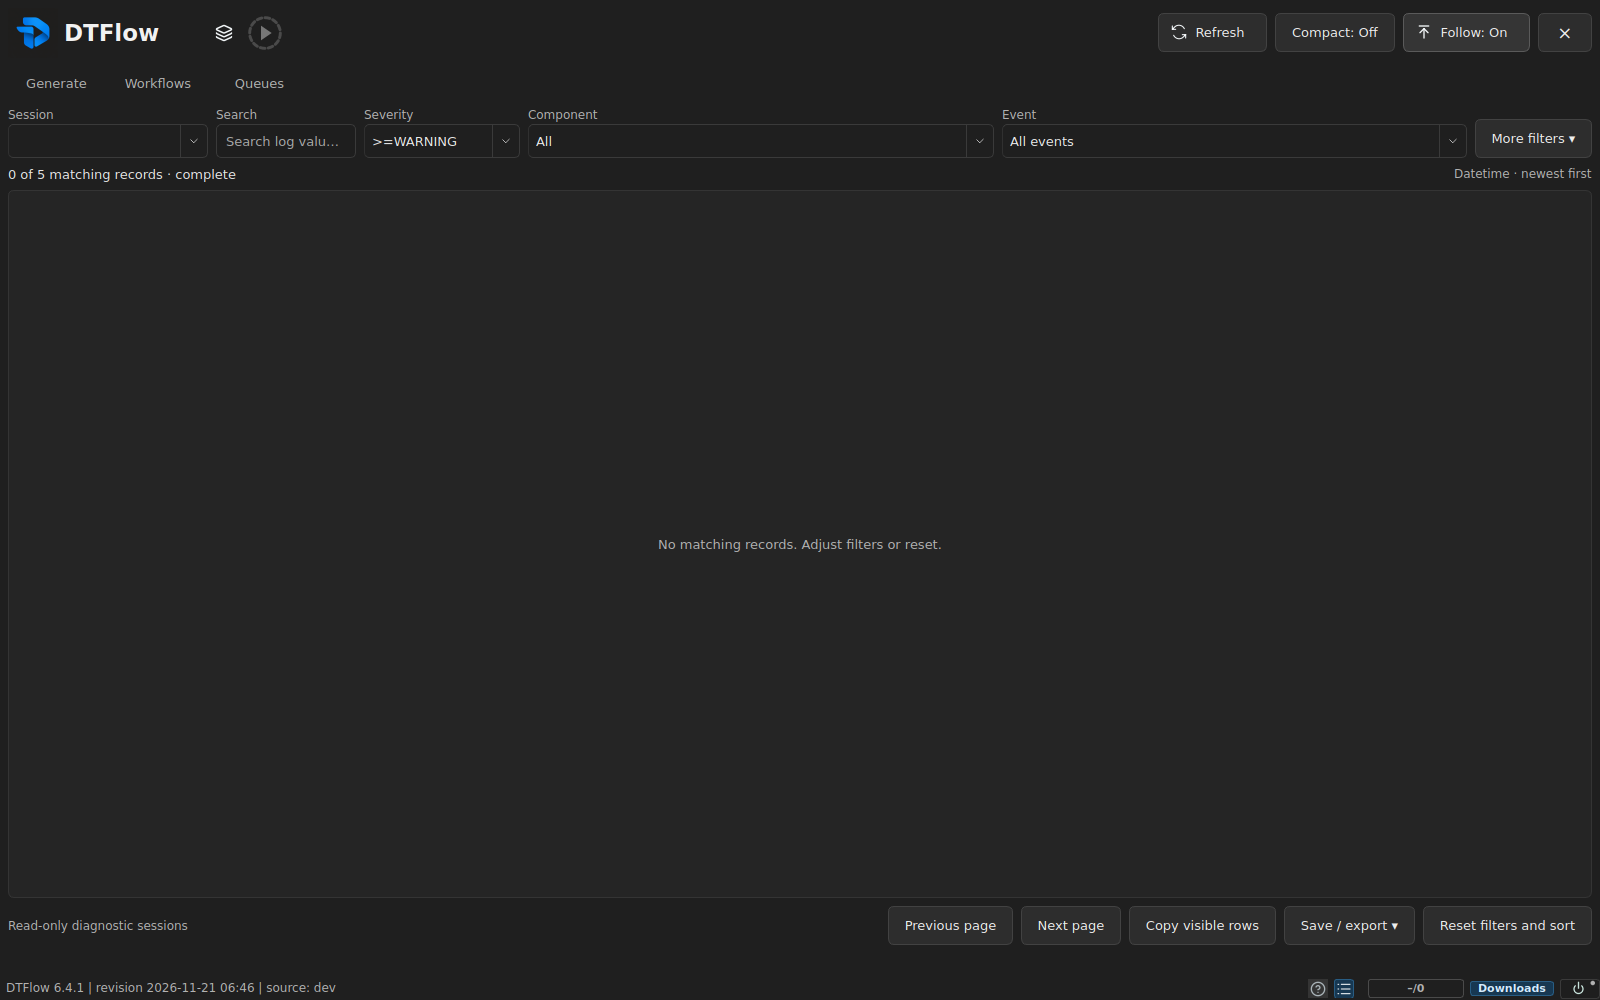 DTFlow
Refresh
Compact: Off
Follow: On
Generate
Workflows
Queues
Session
Search
Severity
Component
Event
Search log valu...
>=WARNING
All
All events
More filters ▾
0 of 5 matching records · complete
Datetime · newest first
No matching records. Adjust filters or reset.
Read-only diagnostic sessions
Previous page
Next page
Copy visible rows
Save / export ▾
Reset filters and sort
DTFlow 6.4.1 | revision 2026-11-21 06:46 | source: dev
-/0
Downloads